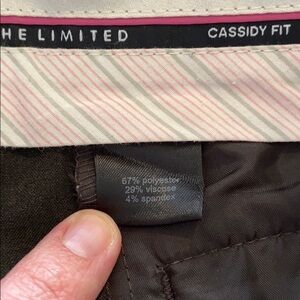 HE LIMITED CASSIDY FIT
67% polyester
29% viscose
4% spandex